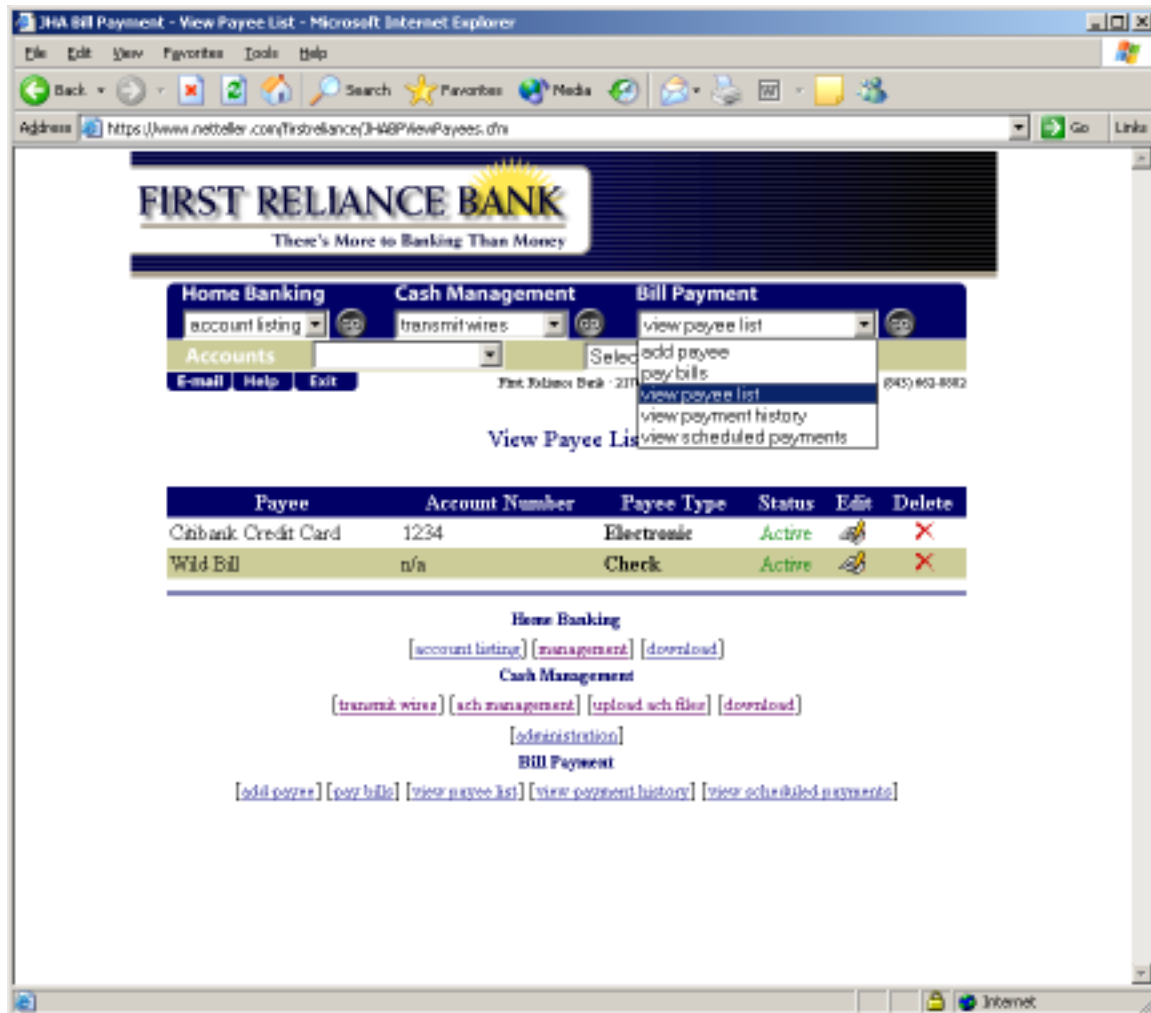 JHA Bill Payment - View Payee List - Microsoft Internet Explorer
File Edit View Favorites Tools Help
Back Search Favorites Media
Address https://www.netteller.com/firstreliance/JHABPViewPayees.cfm Go Links
FIRST RELIANCE BANK
There's More to Banking Than Money
Home Banking Cash Management Bill Payment
account listing transmit wires view payee list
Accounts Selec
add payee
pay bills
view payee list
view payment history
view scheduled payments
E-mail Help Exit First Reliance Bank
View Payee Lis
Payee Account Number Payee Type Status Edit Delete
Citibank Credit Card 1234 Electronic Active
Wild Bill n/a Check Active
Home Banking
[account listing] [management] [download]
Cash Management
[transmit wires] [ach management] [upload ach files] [download]
[administration]
Bill Payment
[add payee] [pay bills] [view payee list] [view payment history] [view scheduled payments]
Internet